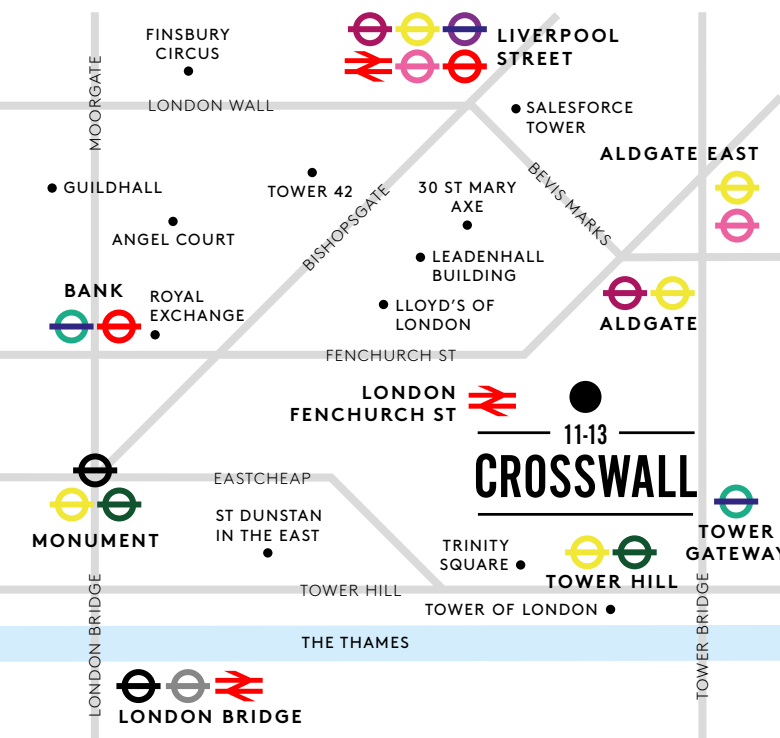 FINSBURY
CIRCUS
LIVERPOOL
STREET
MOORGATE
LONDON WALL
SALESFORCE
TOWER
ALDGATE EAST
GUILDHALL
TOWER 42
30 ST MARY
AXE
BEVIS MARKS
BISHOPSGATE
ANGEL COURT
LEADENHALL
BUILDING
BANK
ROYAL
EXCHANGE
LLOYD'S OF
LONDON
ALDGATE
FENCHURCH ST
LONDON
FENCHURCH ST
11-13
CROSSWALL
EASTCHEAP
ST DUNSTAN
IN THE EAST
MONUMENT
TRINITY
SQUARE
TOWER HILL
TOWER
GATEWAY
TOWER HILL
TOWER OF LONDON
LONDON BRIDGE
TOWER BRIDGE
THE THAMES
LONDON BRIDGE